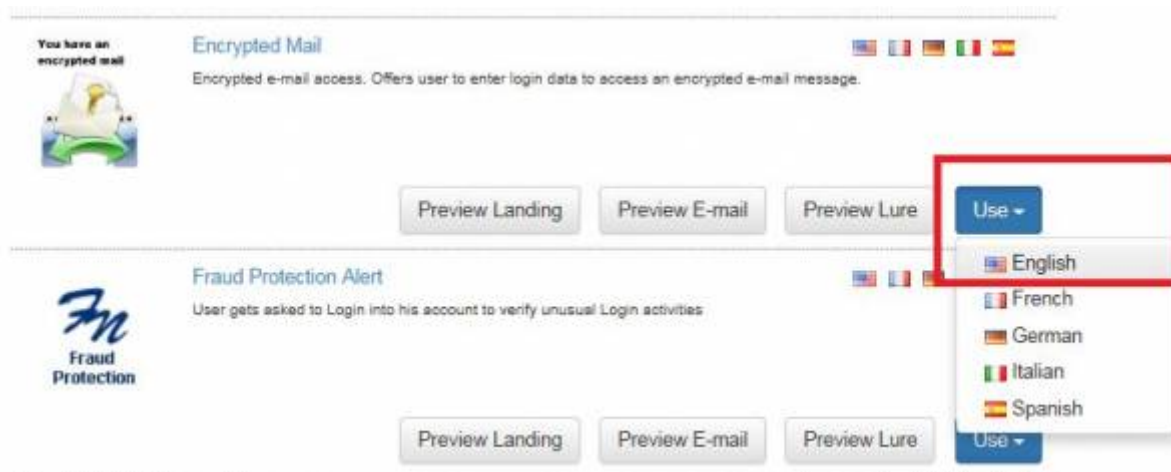 You have an
encrypted mail
Encrypted Mail
Encrypted e-mail access. Offers user to enter login data to access an encrypted e-mail message.
Preview Landing
Preview E-mail
Preview Lure
Use
English
French
German
Italian
Spanish
Fraud Protection Alert
User gets asked to Login into his account to verify unusual Login activities
FN
Fraud
Protection
Preview Landing
Preview E-mail
Preview Lure
Use